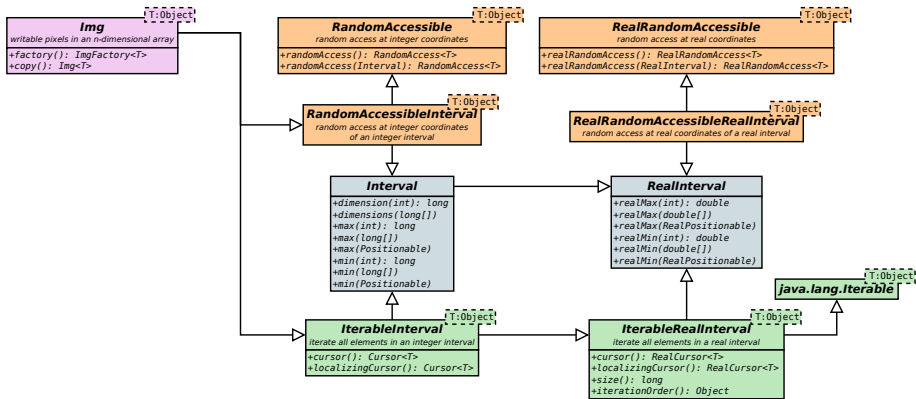 T:Object
Img
writable pixels in an n-dimensional array
+factory(): ImgFactory<T>
+copy(): Img<T>
T:Object
RandomAccessible
random access at integer coordinates
+randomAccess(): RandomAccess<T>
+randomAccess(Interval): RandomAccess<T>
T:Object
RealRandomAccessible
random access at real coordinates
+realRandomAccess(): RealRandomAccess<T>
+realRandomAccess(RealInterval): RealRandomAccess<T>
T:Object
RandomAccessibleInterval
random access at integer coordinates
of an integer interval
T:Object
RealRandomAccessibleRealInterval
random access at real coordinates of a real interval
Interval
+dimension(int): long
+dimensions(long[])
+max(int): long
+max(long[])
+max(Positionable)
+min(int): long
+min(long[])
+min(Positionable)
RealInterval
+realMax(int): double
+realMax(double[])
+realMax(RealPositionable)
+realMin(int): double
+realMin(double[])
+realMin(RealPositionable)
T:Object
java.lang.Iterable
T:Object
IterableInterval
iterate all elements in an integer interval
+cursor(): Cursor<T>
+localizingCursor(): Cursor<T>
T:Object
IterableRealInterval
iterate all elements in a real interval
+cursor(): RealCursor<T>
+localizingCursor(): RealCursor<T>
+size(): long
+iterationOrder(): Object